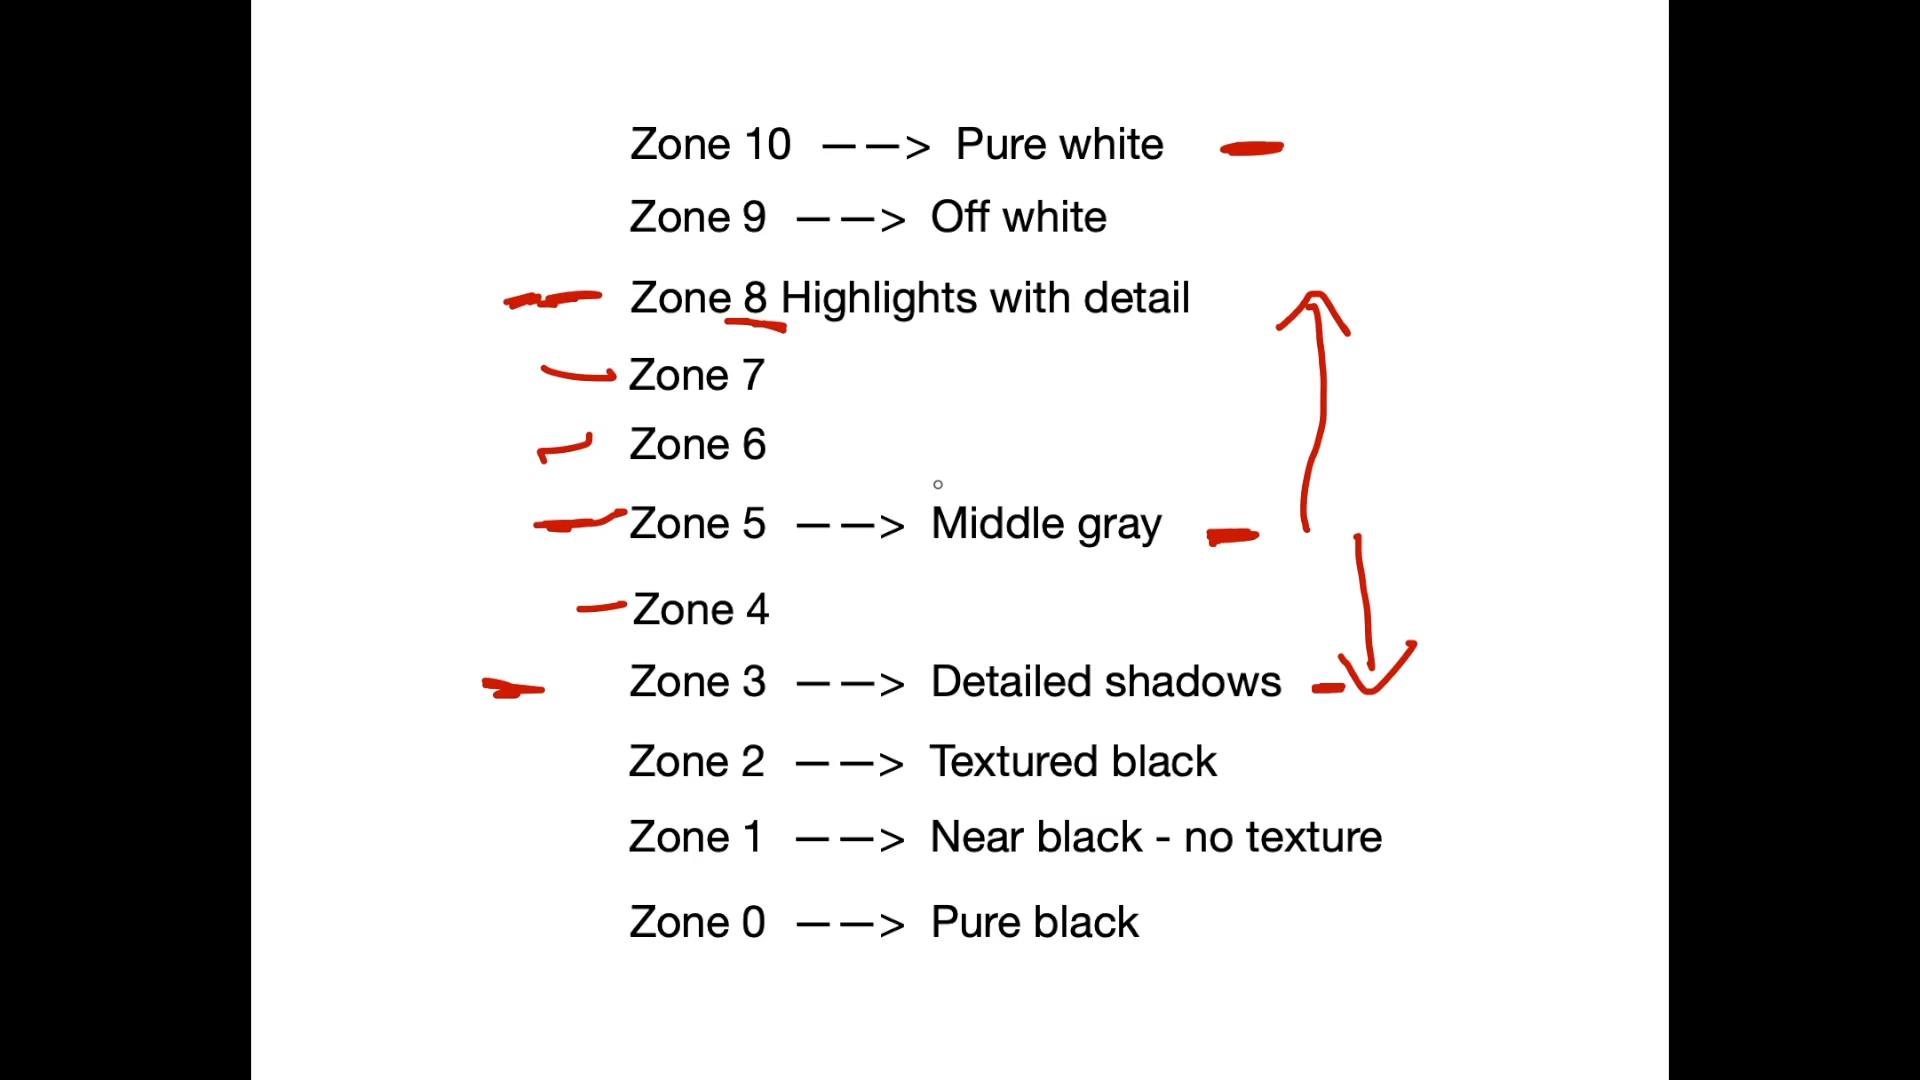 Zone 10 — — > Pure white
Zone 9 — — > Off white
Zone 8 Highlights with detail
Zone 7
Zone 6
Zone 5 — — > Middle gray
Zone 4
Zone 3 — — > Detailed shadows
Zone 2 — — > Textured black
Zone 1 — — > Near black - no texture
Zone 0 — — > Pure black